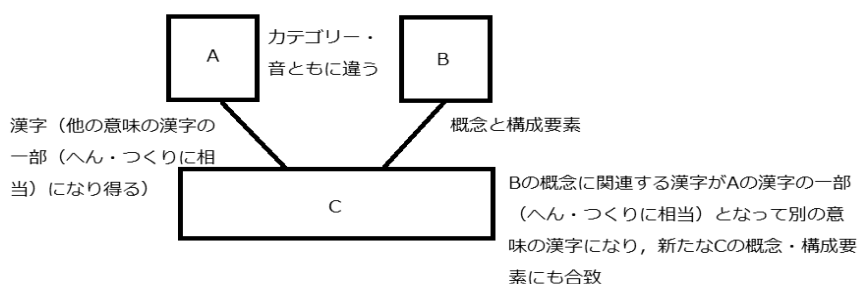 A
カテゴリー・
音ともに違う
B
漢字（他の意味の漢字の
一部（へん・つくりに相
当）になり得る）
概念と構成要素
C
Bの概念に関連する漢字がAの漢字の一部
（へん・つくりに相当）となって別の意
味の漢字になり，新たなCの概念・構成要
素にも合致